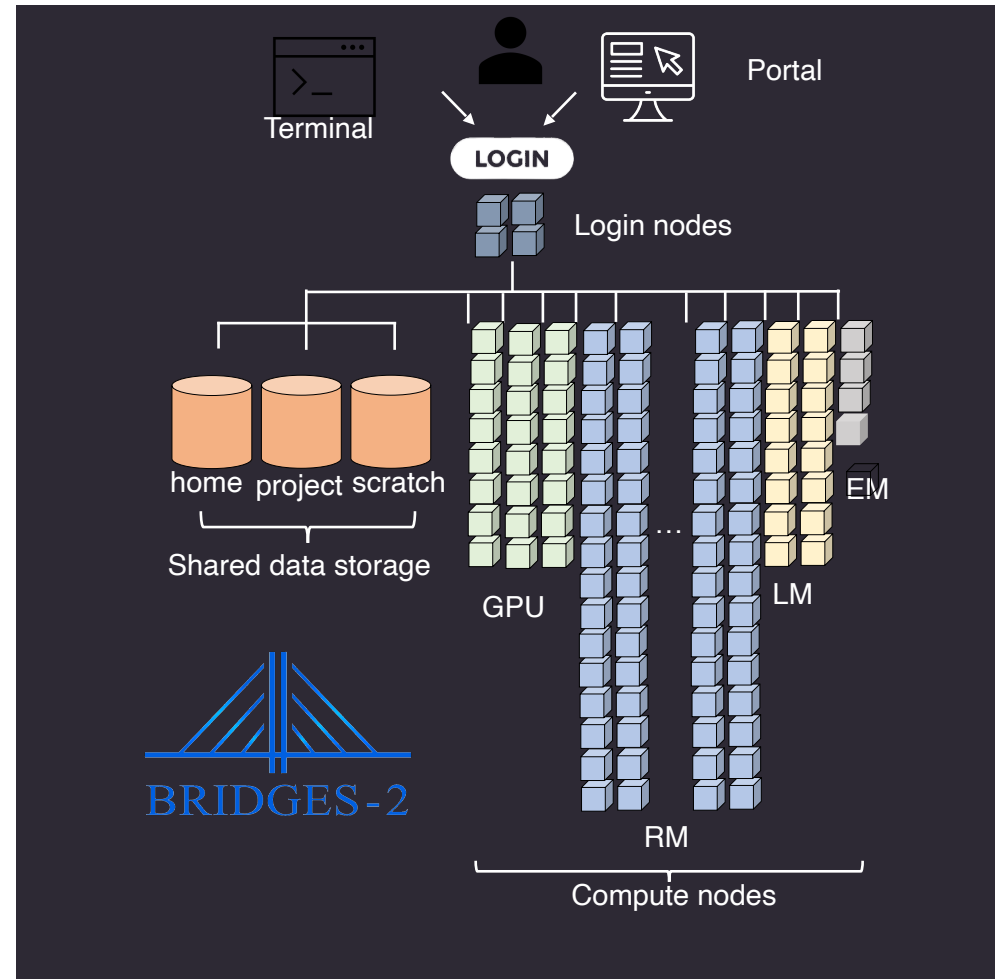 Terminal
Portal
LOGIN
Login nodes
home project scratch
Shared data storage
GPU
...
RM
LM
EM
Compute nodes
BRIDGES-2